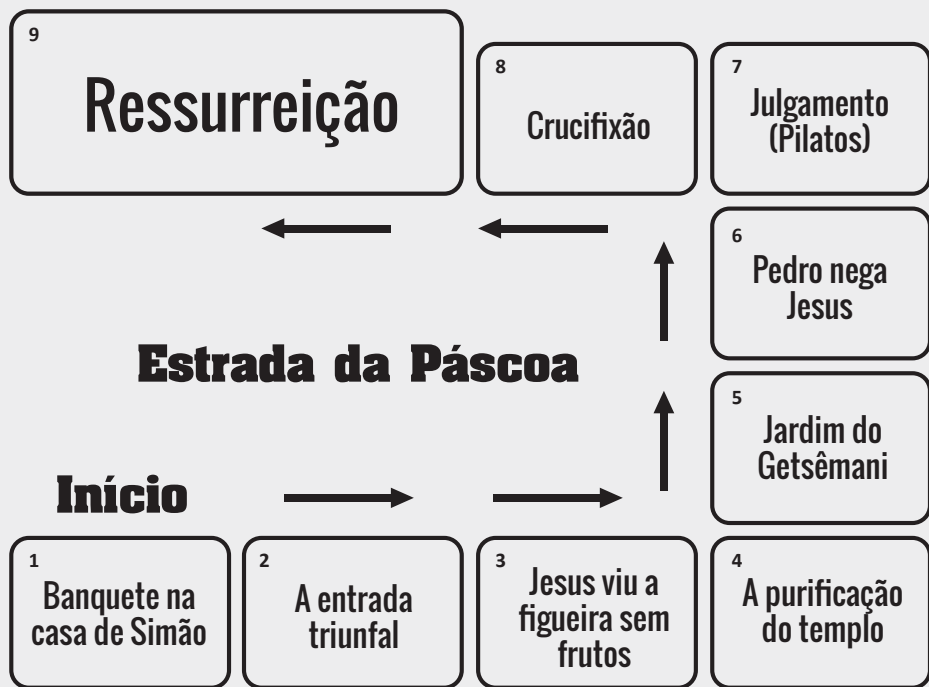 9
Ressurreição
8
Crucifixão
7
Julgamento
(Pilatos)
6
Pedro nega
Jesus
Estrada da Páscoa
5
Jardim do
Getsêmani
Início
1
Banquete na
casa de Simão
2
A entrada
triunfal
3
Jesus viu a
figueira sem
frutos
4
A purificação
do templo